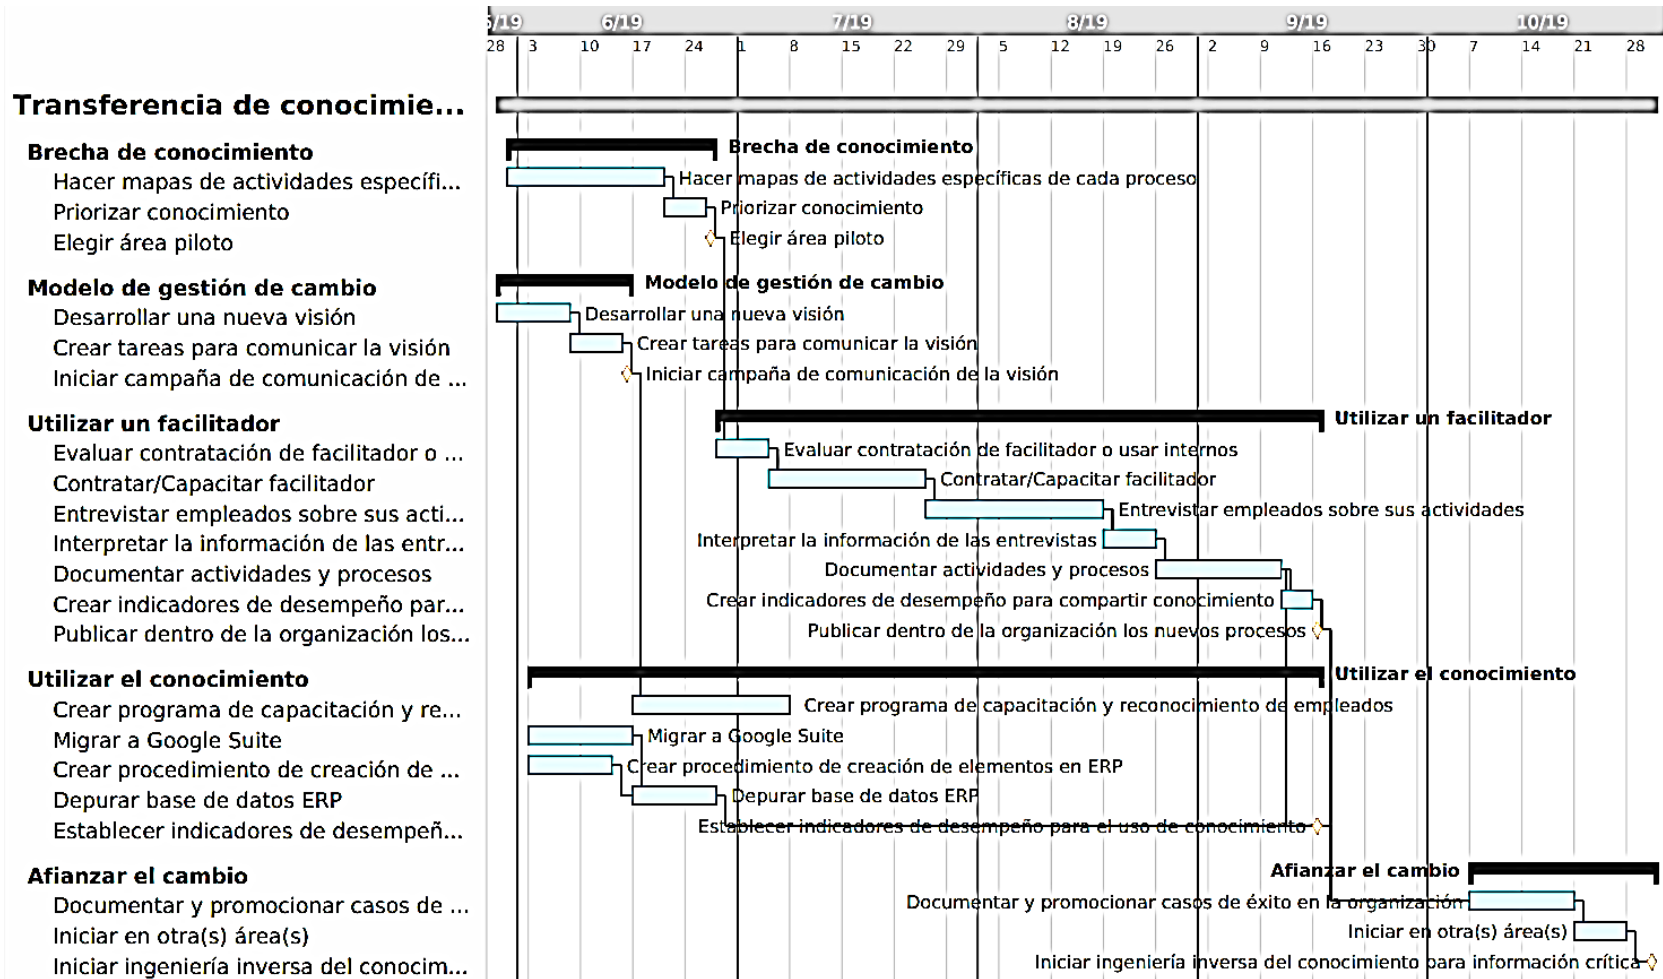 5/19 6/19 7/19 8/19 9/19 10/19
28 3 10 17 24 1 8 15 22 29 5 12 19 26 2 9 16 23 30 7 14 21 28
Transferencia de conocimie...
Brecha de conocimiento Brecha de conocimiento
Hacer mapas de actividades específi... Hacer mapas de actividades específicas de cada proceso
Priorizar conocimiento Priorizar conocimiento
Elegir área piloto Elegir área piloto
Modelo de gestión de cambio Modelo de gestión de cambio
Desarrollar una nueva visión Desarrollar una nueva visión
Crear tareas para comunicar la visión Crear tareas para comunicar la visión
Iniciar campaña de comunicación de ... Iniciar campaña de comunicación de la visión
Utilizar un facilitador Utilizar un facilitador
Evaluar contratación de facilitador o ... Evaluar contratación de facilitador o usar internos
Contratar/Capacitar facilitador Contratar/Capacitar facilitador
Entrevistar empleados sobre sus acti... Entrevistar empleados sobre sus actividades
Interpretar la información de las entr... Interpretar la información de las entrevistas
Documentar actividades y procesos Documentar actividades y procesos
Crear indicadores de desempeño par... Crear indicadores de desempeño para compartir conocimiento
Publicar dentro de la organización los... Publicar dentro de la organización los nuevos procesos
Utilizar el conocimiento Utilizar el conocimiento
Crear programa de capacitación y re... Crear programa de capacitación y reconocimiento de empleados
Migrar a Google Suite Migrar a Google Suite
Crear procedimiento de creación de ... Crear procedimiento de creación de elementos en ERP
Depurar base de datos ERP Depurar base de datos ERP
Establecer indicadores de desempeñ... Establecer indicadores de desempeño para el uso de conocimiento
Afianzar el cambio Afianzar el cambio
Documentar y promocionar casos de ... Documentar y promocionar casos de éxito en la organización
Iniciar en otra(s) área(s) Iniciar en otra(s) área(s)
Iniciar ingeniería inversa del conocim... Iniciar ingeniería inversa del conocimiento para información crítica